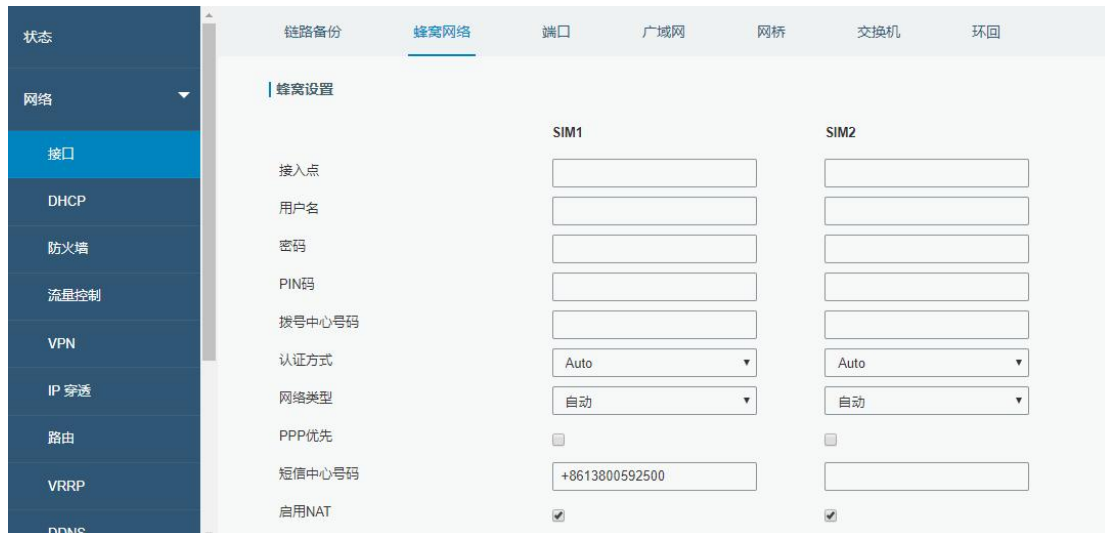 状态
网络
接口
DHCP
防火墙
流量控制
VPN
IP 穿透
路由
VRRP
DDNS
链路备份 蜂窝网络 端口 广域网 网桥 交换机 环回
蜂窝设置
SIM1 SIM2
接入点
用户名
密码
PIN码
拨号中心号码
认证方式 Auto Auto
网络类型 自动 自动
PPP优先
短信中心号码 +8613800592500
启用NAT